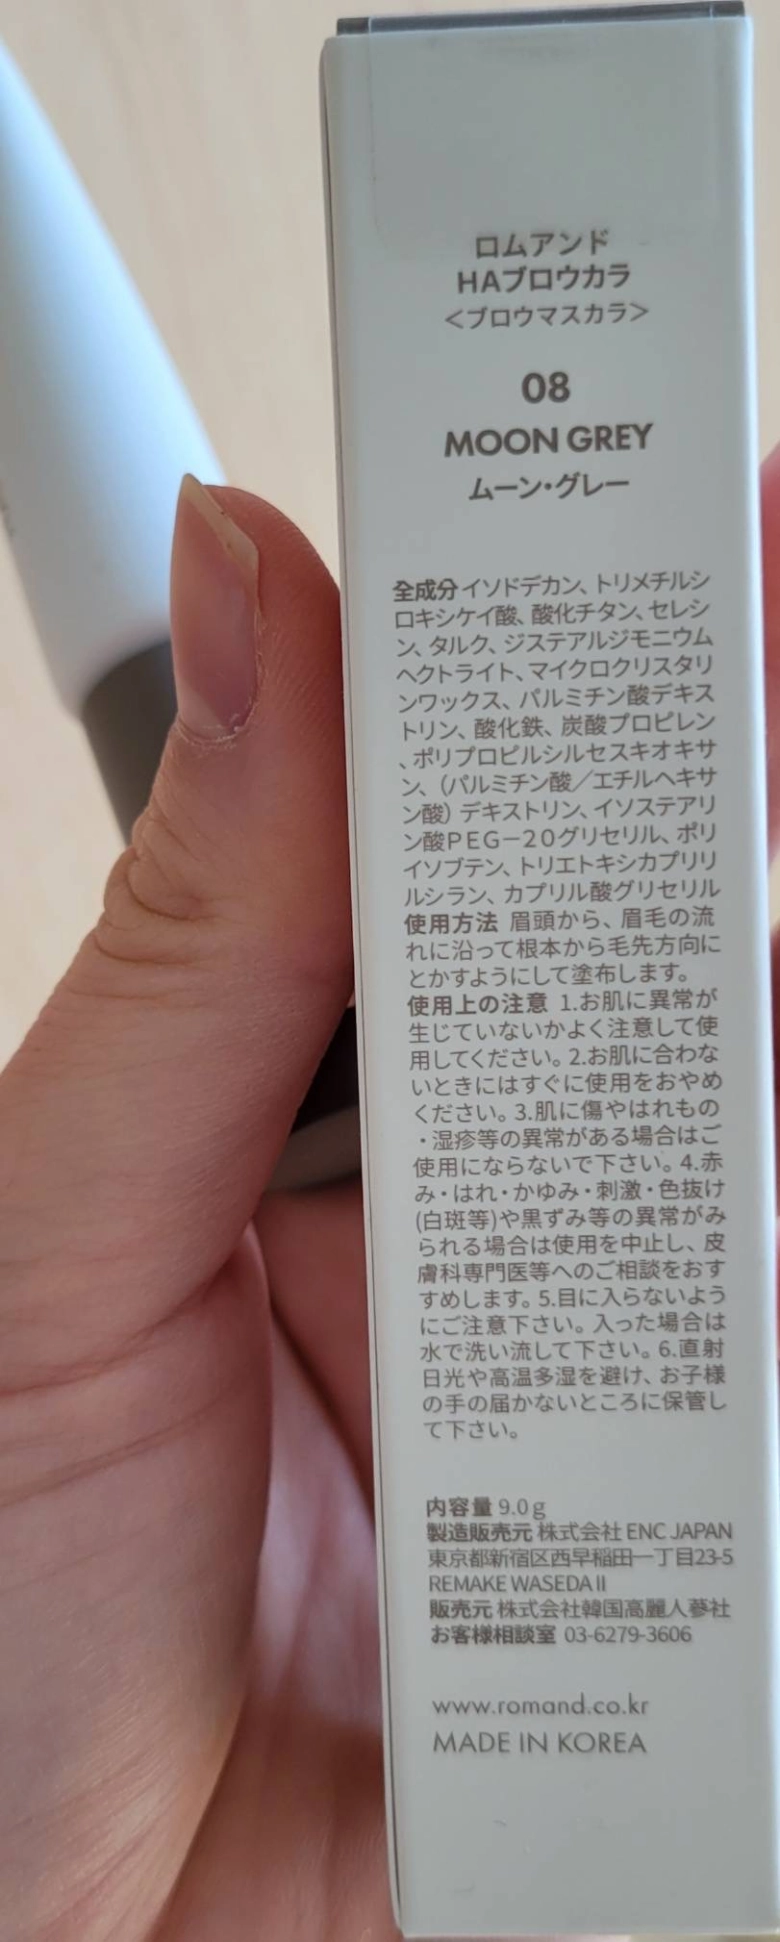 ロムアンド
HAブロウカラ
＜ブロウマスカラ＞
08
MOON GREY
ムーン・グレー
全成分 イソドデカン、トリメチルシ
ロキシケイ酸、酸化チタン、セレシ
ン、タルク、ジステアルジモニウム
ヘクトライト、マイクロクリスタリ
ンワックス、パルミチン酸デキス
トリン、酸化鉄、炭酸プロピレン
、ポリプロピルシルセスキオキサ
ン、（パルミチン酸／エチルヘキサ
ン酸）デキストリン、イソステアリ
ン酸PEG－20グリセリル、ポリ
イソブテン、トリエトキシカプリリ
ルシラン、カプリル酸グリセリル
使用方法 眉頭から、眉毛の流
れに沿って根本から毛先方向に
とかすようにして塗布します。
使用上の注意 1.お肌に異常が
生じていないかよく注意して使
用してください。2.お肌に合わな
いときにはすぐに使用をおやめ
ください。3.肌に傷やはれもの
・湿疹等の異常がある場合はご
使用にならないで下さい。4.赤
み・はれ・かゆみ・刺激・色抜け
(白斑等)や黒ずみ等の異常がみ
られる場合は使用を中止し、皮
膚科専門医等へのご相談をおす
すめします。5.目に入らないよう
にご注意下さい。入った場合は
水で洗い流して下さい。6.直射
日光や高温多湿を避け、お子様
の手の届かないところに保管し
て下さい。
内容量 9.0g
製造販売元 株式会社 ENC JAPAN
東京都新宿区西早稲田一丁目23-5
REMAKE WASEDA II
販売元 株式会社韓国高麗人蔘社
お客様相談室 03-6279-3606
www.romand.co.kr
MADE IN KOREA